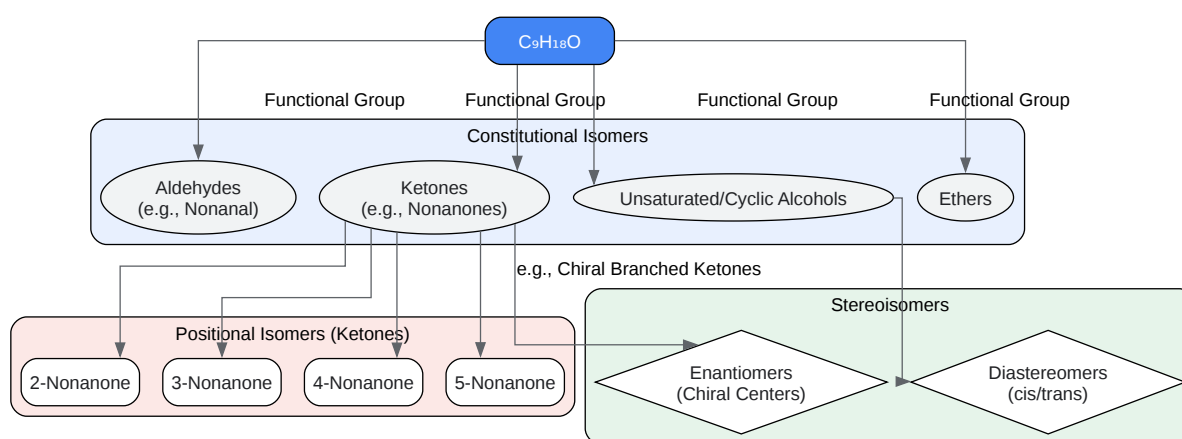 C₉H₁₈O
Functional Group
Functional Group
Functional Group
Functional Group
Constitutional Isomers
Aldehydes
(e.g., Nonanal)
Ketones
(e.g., Nonanones)
Unsaturated/Cyclic Alcohols
Ethers
e.g., Chiral Branched Ketones
Positional Isomers (Ketones)
2-Nonanone
3-Nonanone
4-Nonanone
5-Nonanone
Stereoisomers
Enantiomers
(Chiral Centers)
Diastereomers
(cis/trans)